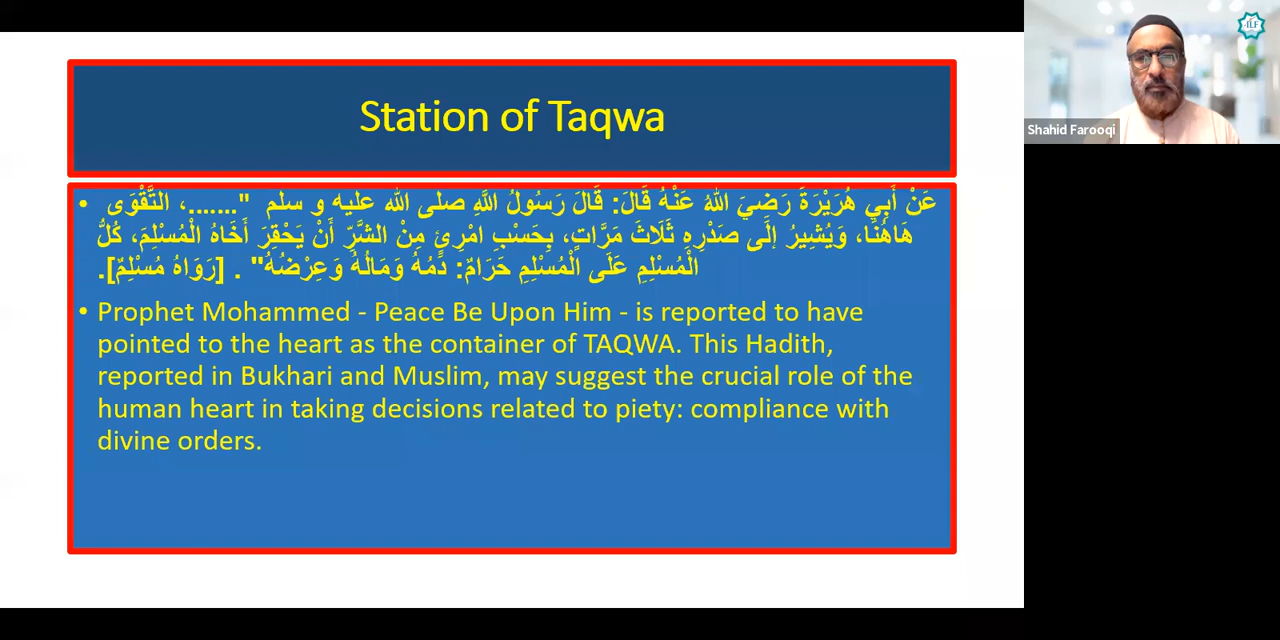 Station of Taqwa
• عَنْ أَبِي هُرَيْرَةَ رَضِيَ اللهُ عَنْهُ قَالَ: قَالَ رَسُولُ اللَّهِ صلى الله عليه و سلم "........، التَّقْوَى
هَاهُنَا، وَيُشِيرُ إلَى صَدْرِهِ ثَلَاثَ مَرَّاتٍ، بِحَسْبِ امْرِئٍ مِنْ الشَّرِّ أَنْ يَحْقِرَ أَخَاهُ الْمُسْلِمَ، كُلُّ
الْمُسْلِمِ عَلَى الْمُسْلِمِ حَرَامٌ: دَمُهُ وَمَالُهُ وَعِرْضُهُ" . [رَوَاهُ مُسْلِمٌ].
• Prophet Mohammed - Peace Be Upon Him - is reported to have
pointed to the heart as the container of TAQWA. This Hadith,
reported in Bukhari and Muslim, may suggest the crucial role of the
human heart in taking decisions related to piety: compliance with
divine orders.
ILF
Shahid Farooqi